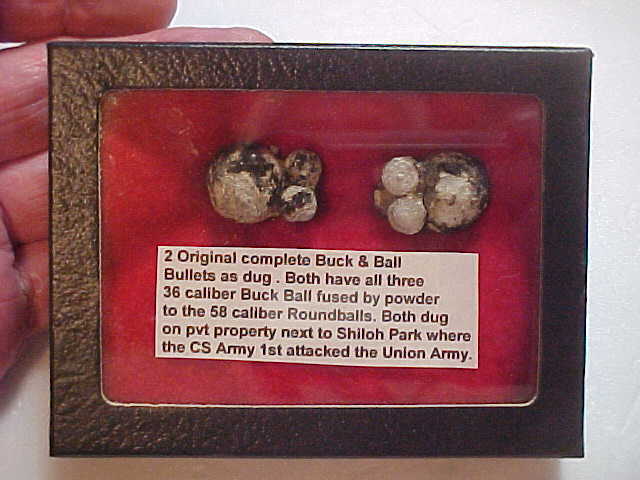 2 Original complete Buck & Ball
Bullets as dug . Both have all three
36 caliber Buck Ball fused by powder
to the 58 caliber Roundballs. Both dug
on pvt property next to Shiloh Park where
the CS Army 1st attacked the Union Army.